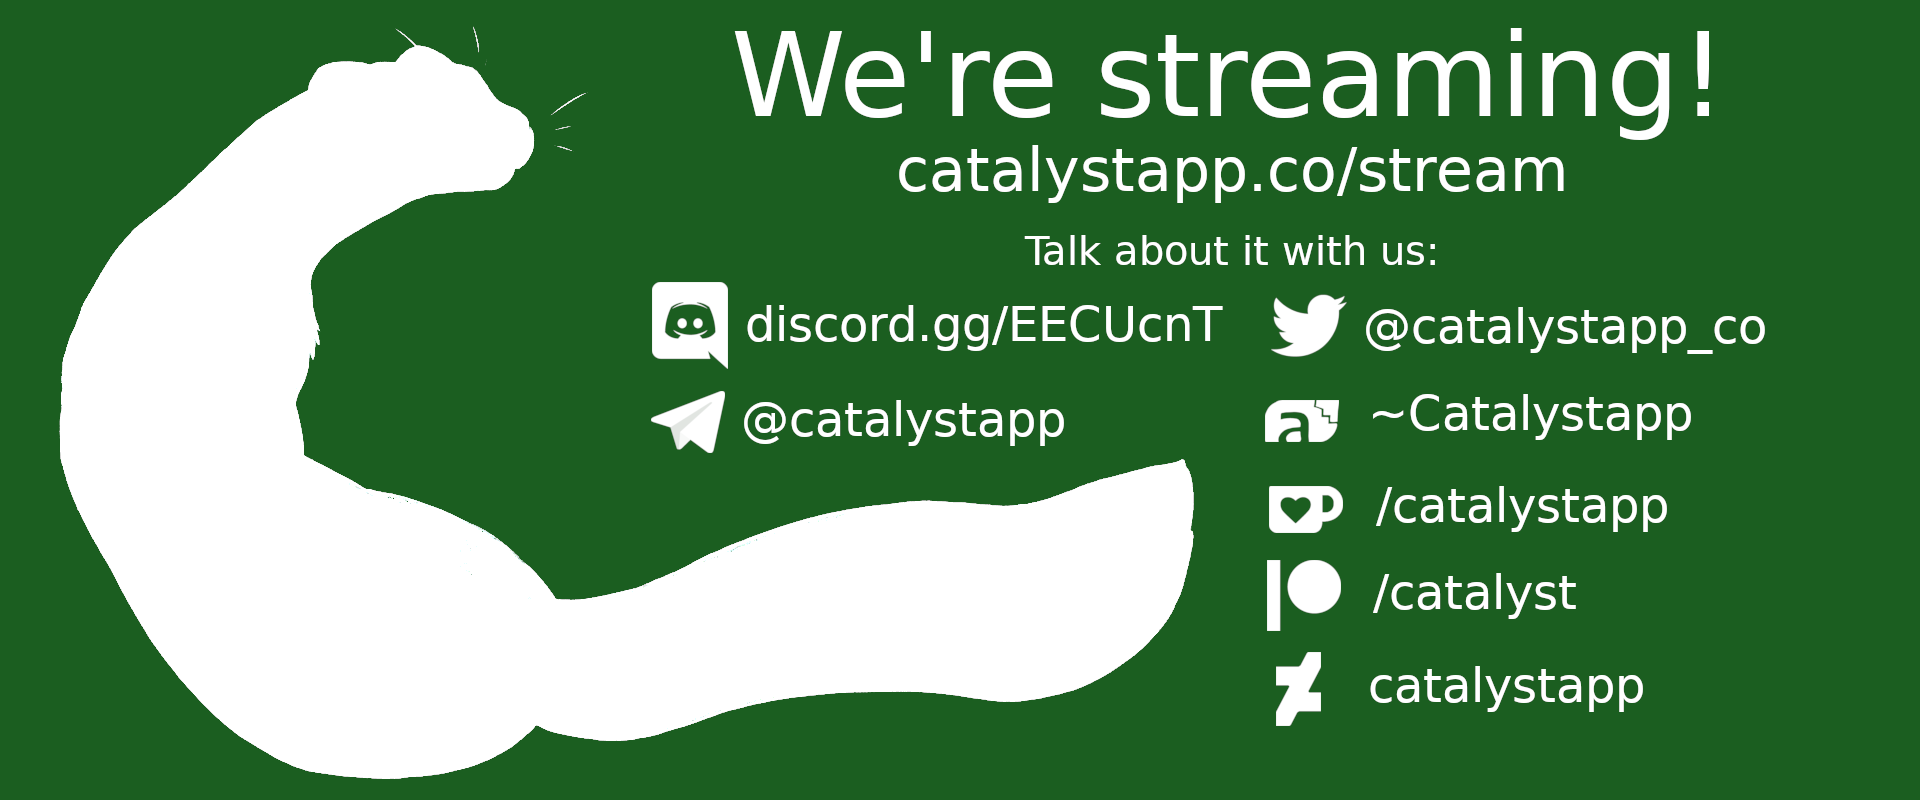 We're streaming!
catalystapp.co/stream
Talk about it with us:
discord.gg/EECUcnT
@catalystapp_co
@catalystapp
~Catalystapp
/catalystapp
/catalyst
catalystapp